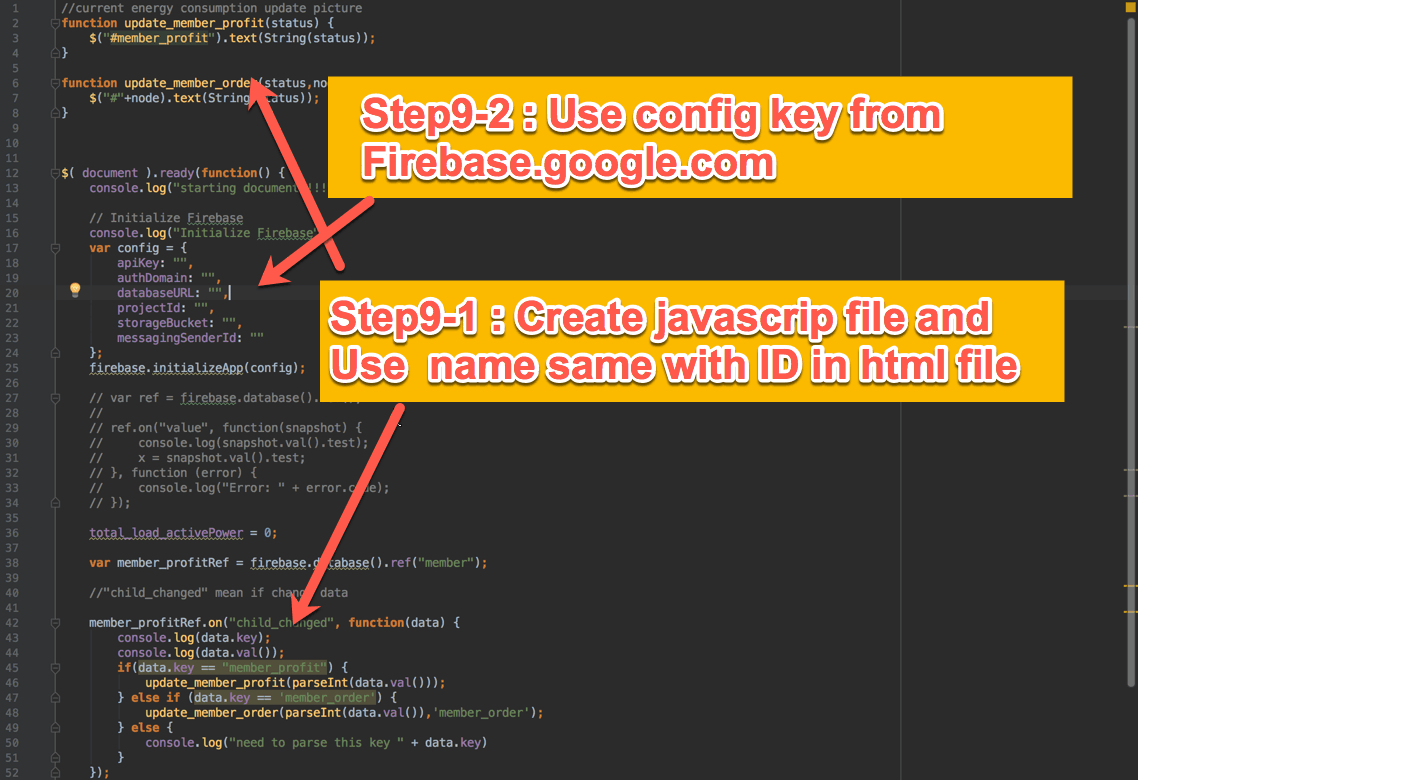 1 //current energy consumption update picture
2 function update_member_profit(status) {
3 $("#member_profit").text(String(status));
4 }
5
6 function update_member_order(status,no
7 $("#"+node).text(String(status));
8 }
9
10
11
12 $( document ).ready(function() {
13 console.log("starting document!!!
14
15 // Initialize Firebase
16 console.log("Initialize Firebase"
17 var config = {
18 apiKey: "",
19 authDomain: "",
20 databaseURL: "",
21 projectId: "",
22 storageBucket: "",
23 messagingSenderId: ""
24 };
25 firebase.initializeApp(config);
26
27 // var ref = firebase.database().
28 //
29 // ref.on("value", function(snapshot) {
30 // console.log(snapshot.val().test);
31 // x = snapshot.val().test;
32 // }, function (error) {
33 // console.log("Error: " + error.code);
34 // });
35
36 total_load_activePower = 0;
37
38 var member_profitRef = firebase.database().ref("member");
39
40 //"child_changed" mean if change data
41
42 member_profitRef.on("child_changed", function(data) {
43 console.log(data.key);
44 console.log(data.val());
45 if(data.key == "member_profit") {
46 update_member_profit(parseInt(data.val()));
47 } else if (data.key == 'member_order') {
48 update_member_order(parseInt(data.val()),'member_order');
49 } else {
50 console.log("need to parse this key " + data.key)
51 }
52 });
Step9-2 : Use config key from
Firebase.google.com
Step9-1 : Create javascrip file and
Use name same with ID in html file